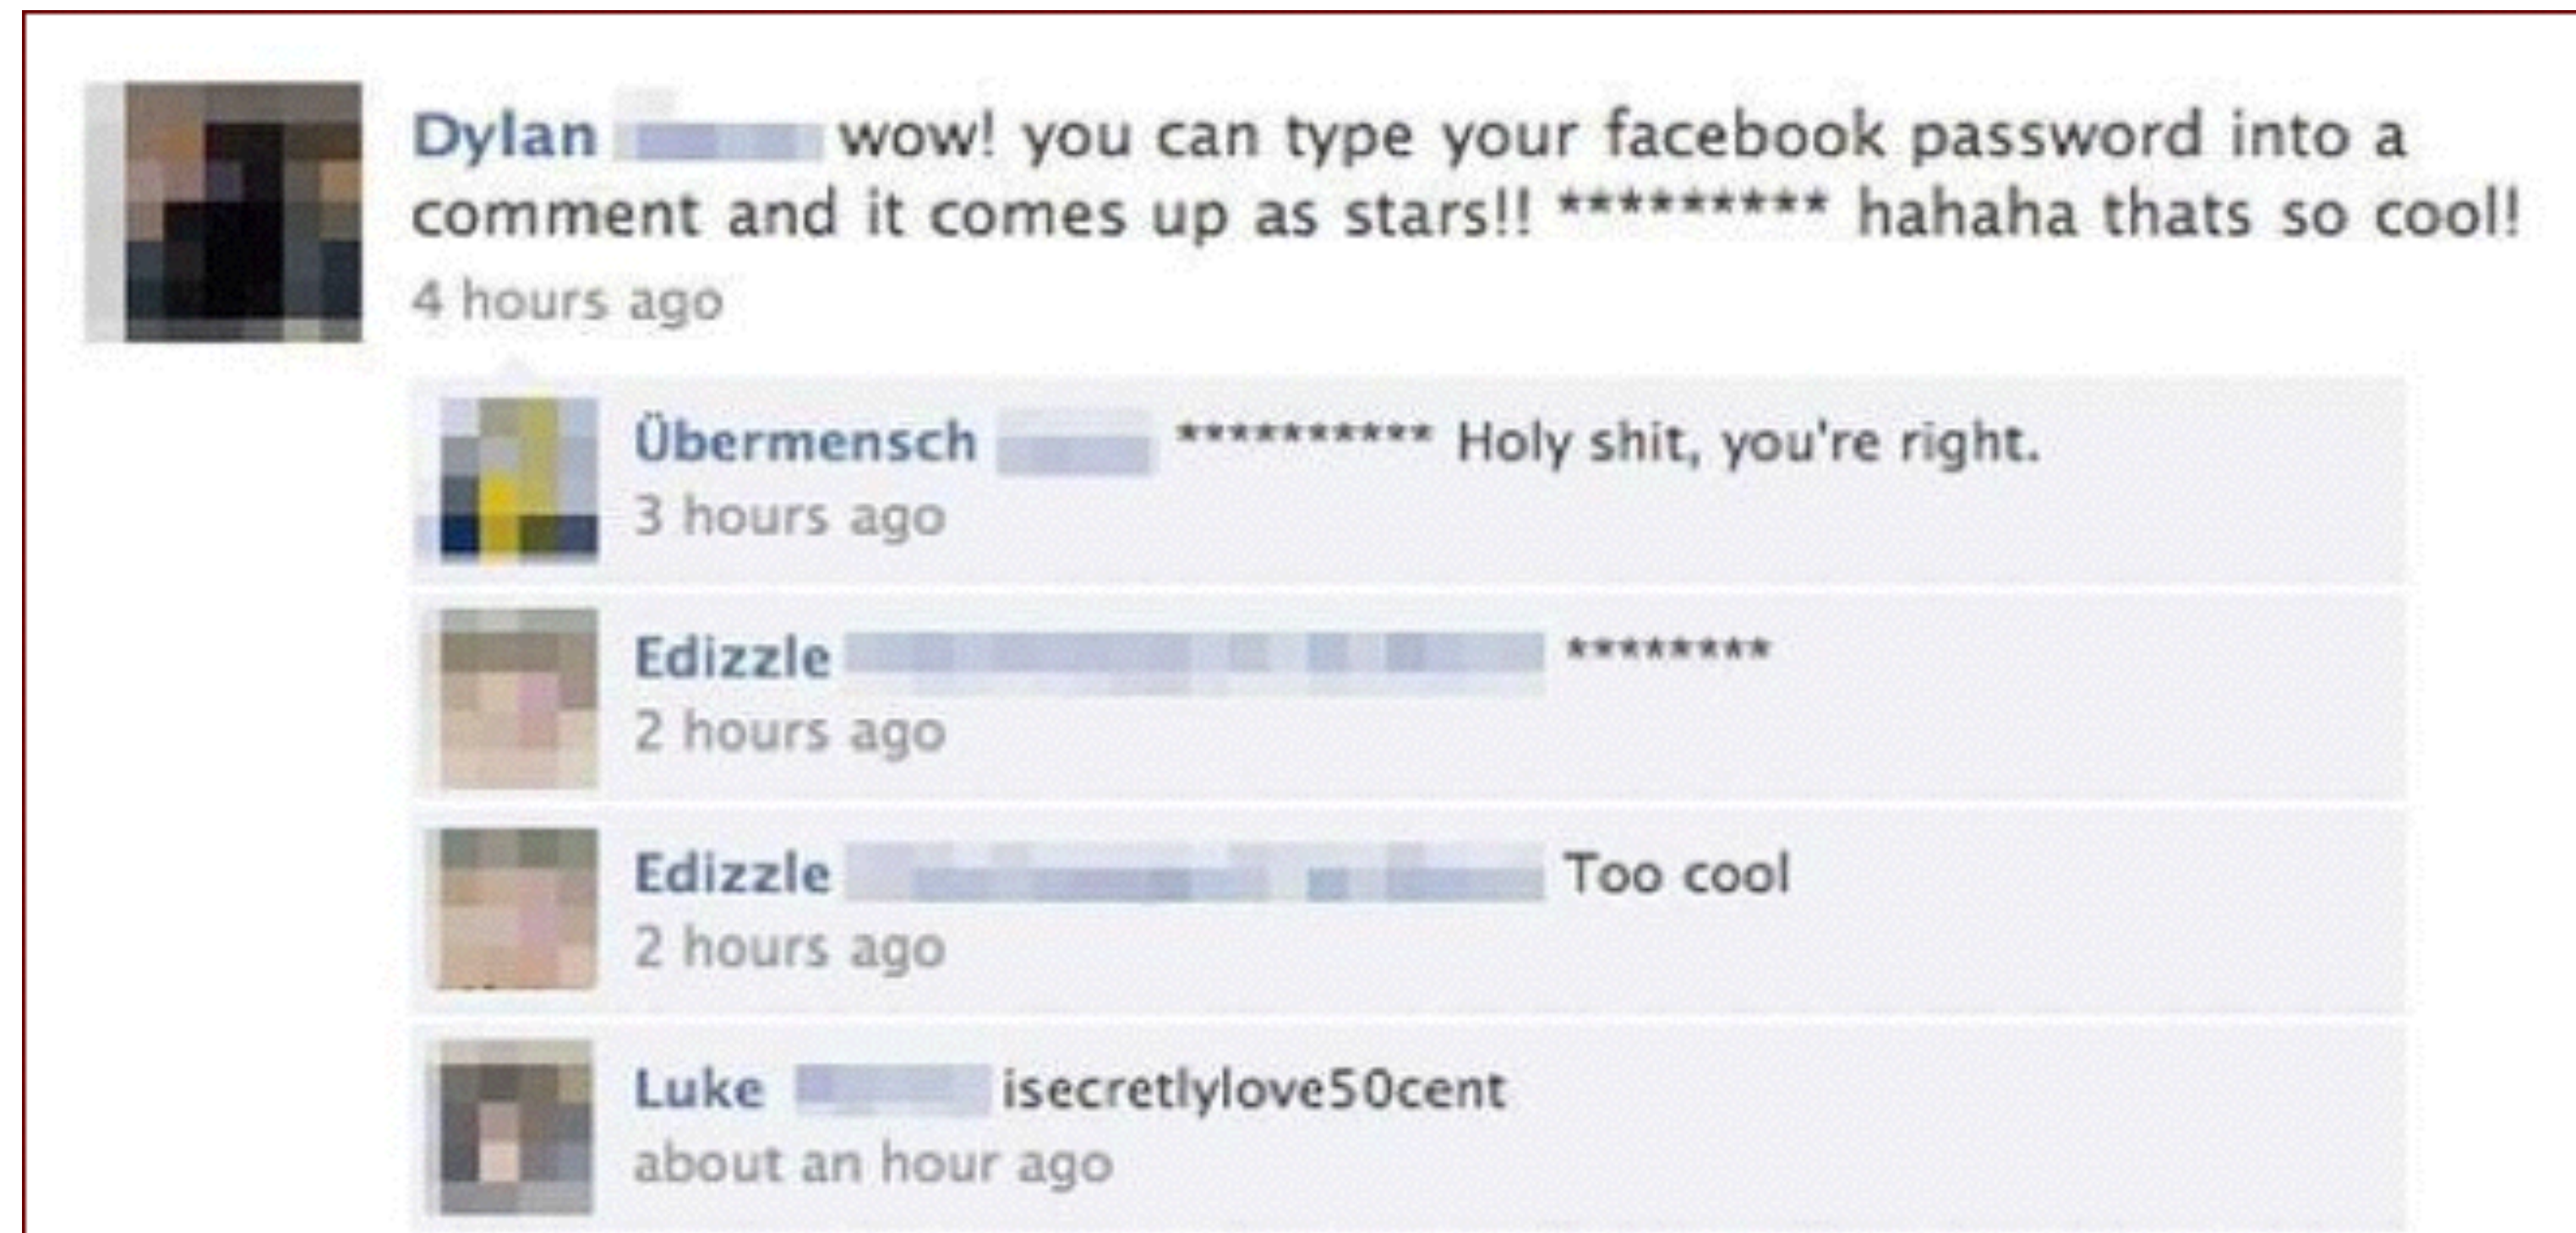 Dylan wow! you can type your facebook password into a
comment and it comes up as stars!! ********* hahaha thats so cool!
4 hours ago
Übermensch ********** Holy shit, you're right.
3 hours ago
Edizzle ********
2 hours ago
Edizzle Too cool
2 hours ago
Luke isecretlylove50cent
about an hour ago